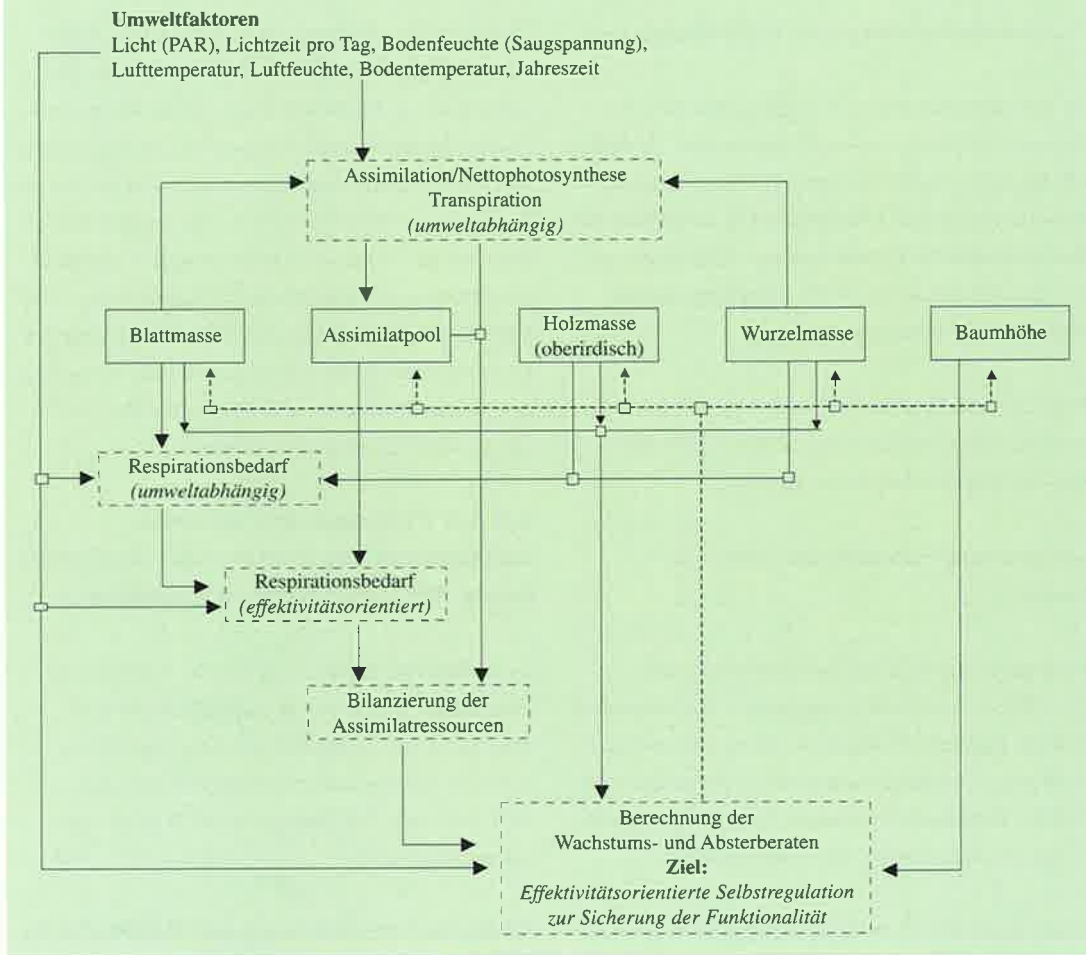 Umweltfaktoren
Licht (PAR), Lichtzeit pro Tag, Bodenfeuchte (Saugspannung),
Lufttemperatur, Luftfeuchte, Bodentemperatur, Jahreszeit
Assimilation/Nettophotosynthese
Transpiration
(umweltabhängig)
Blattmasse
Assimilatpool
Holzmasse
(oberirdisch)
Wurzelmasse
Baumhöhe
Respirationsbedarf
(umweltabhängig)
Respirationsbedarf
(effektivitätsorientiert)
Bilanzierung der
Assimilatressourcen
Berechnung der
Wachstums- und Absterberaten
Ziel:
Effektivitätsorientierte Selbstregulation
zur Sicherung der Funktionalität